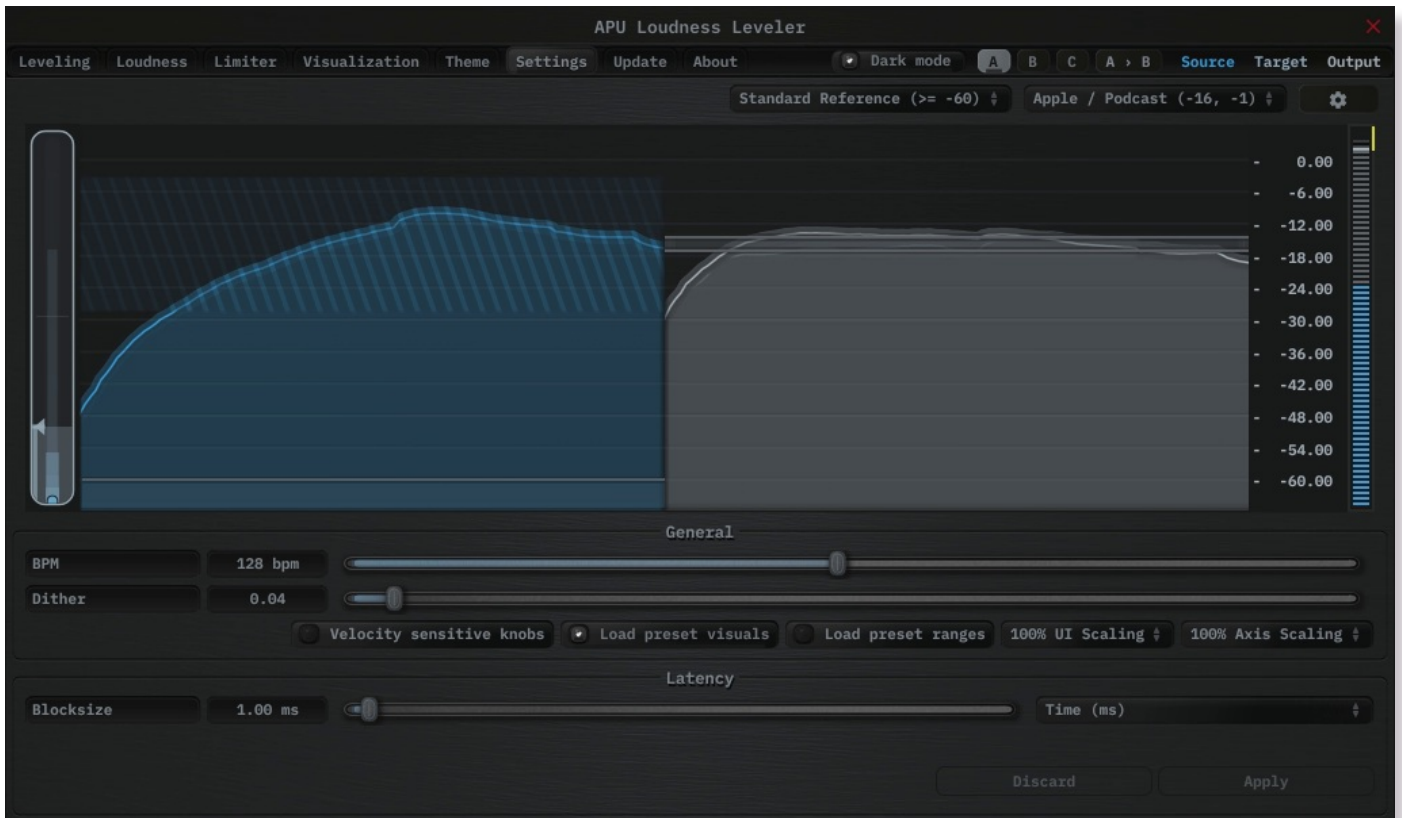 APU Loudness Leveler
Leveling Loudness Limiter Visualization Theme Settings Update About Dark mode A B C A › B Source Target Output
Standard Reference (>= -60) Apple / Podcast (-16, -1)
- 0.00
- -6.00
- -12.00
- -18.00
- -24.00
- -30.00
- -36.00
- -42.00
- -48.00
- -54.00
- -60.00
General
BPM 128 bpm
Dither 0.04
Velocity sensitive knobs Load preset visuals Load preset ranges 100% UI Scaling 100% Axis Scaling
Latency
Blocksize 1.00 ms Time (ms)
Discard Apply